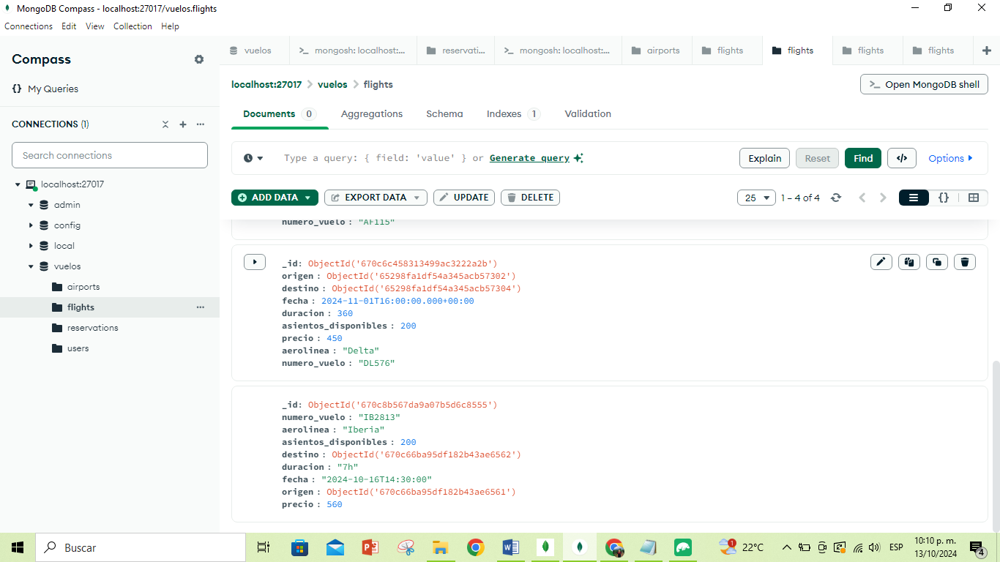 MongoDB Compass - localhost:27017/vuelos.flights
Connections Edit View Collection Help
Compass
{} My Queries
CONNECTIONS (1)
Search connections
localhost:27017
admin
config
local
vuelos
airports
flights
reservations
users
vuelos
>_ mongosh: localhost:...
reservati...
>_ mongosh: localhost:...
airports
flights
flights
flights
flights
localhost:27017 > vuelos > flights
>_ Open MongoDB shell
Documents 0 Aggregations Schema Indexes 1 Validation
Type a query: { field: 'value' } or Generate query
Explain Reset Find </> Options
ADD DATA EXPORT DATA UPDATE DELETE
25 1 – 4 of 4 {}
numero_vuelo : "AF115"
_id: ObjectId('670c6c458313499ac3222a2b')
origen : ObjectId('65298fa1df54a345acb57302')
destino : ObjectId('65298fa1df54a345acb57304')
fecha : 2024-11-01T16:00:00.000+00:00
duracion : 360
asientos_disponibles : 200
precio : 450
aerolinea : "Delta"
numero_vuelo : "DL576"
_id: ObjectId('670c8b567da9a07b5d6c8555')
numero_vuelo : "IB2813"
aerolinea : "Iberia"
asientos_disponibles : 200
destino : ObjectId('670c66ba95df182b43ae6562')
duracion : "7h"
fecha : "2024-10-16T14:30:00"
origen : ObjectId('670c66ba95df182b43ae6561')
precio : 560
Buscar
1
22°C
ESP
10:10 p. m.
13/10/2024
4